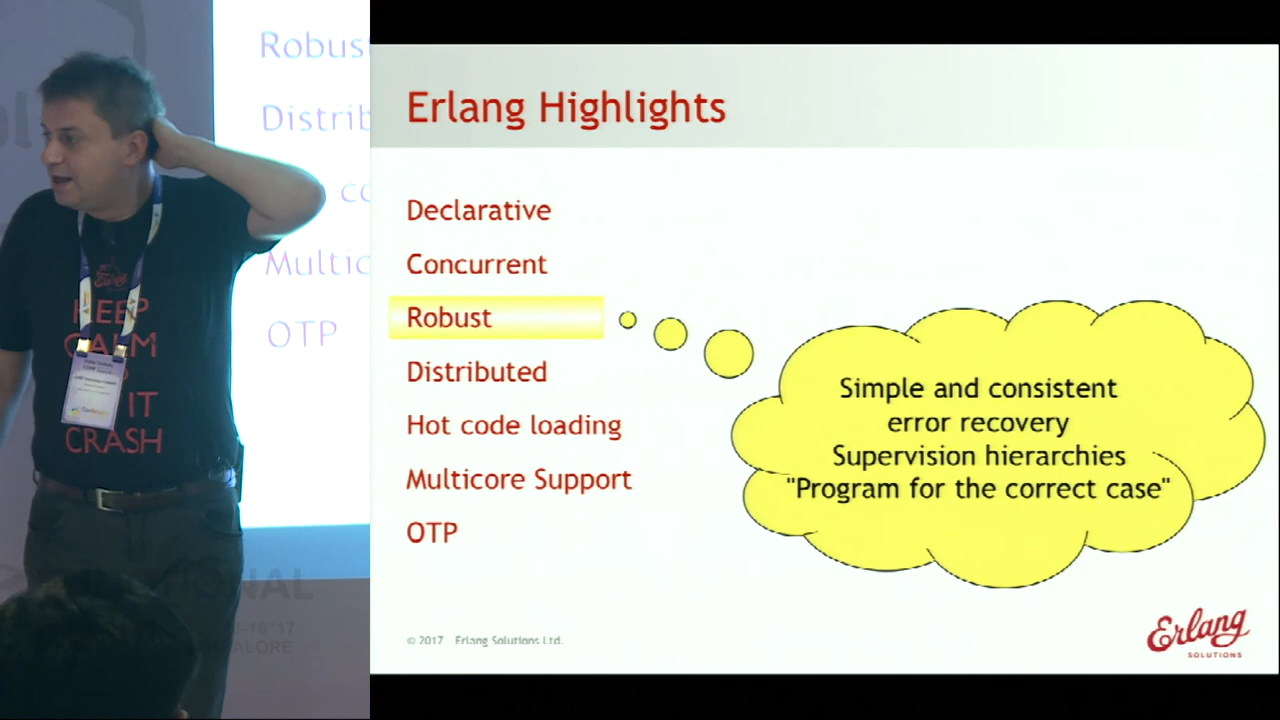 Robus
Distrib
co
Multic
OTP
KEEP
CALM
IT
CRASH
Erlang Highlights
Declarative
Concurrent
Robust
Distributed
Hot code loading
Multicore Support
OTP
Simple and consistent
error recovery
Supervision hierarchies
"Program for the correct case"
© 2017 Erlang Solutions Ltd.
Erlang
SOLUTIONS